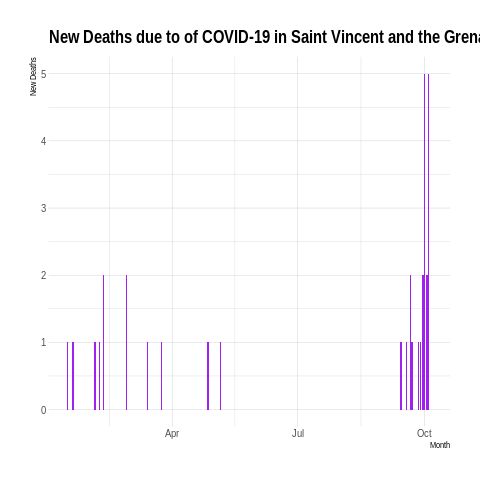 New Deaths due to of COVID-19 in Saint Vincent and the Grena
New Deaths
5
4
3
2
1
0
Apr Jul Oct
Month